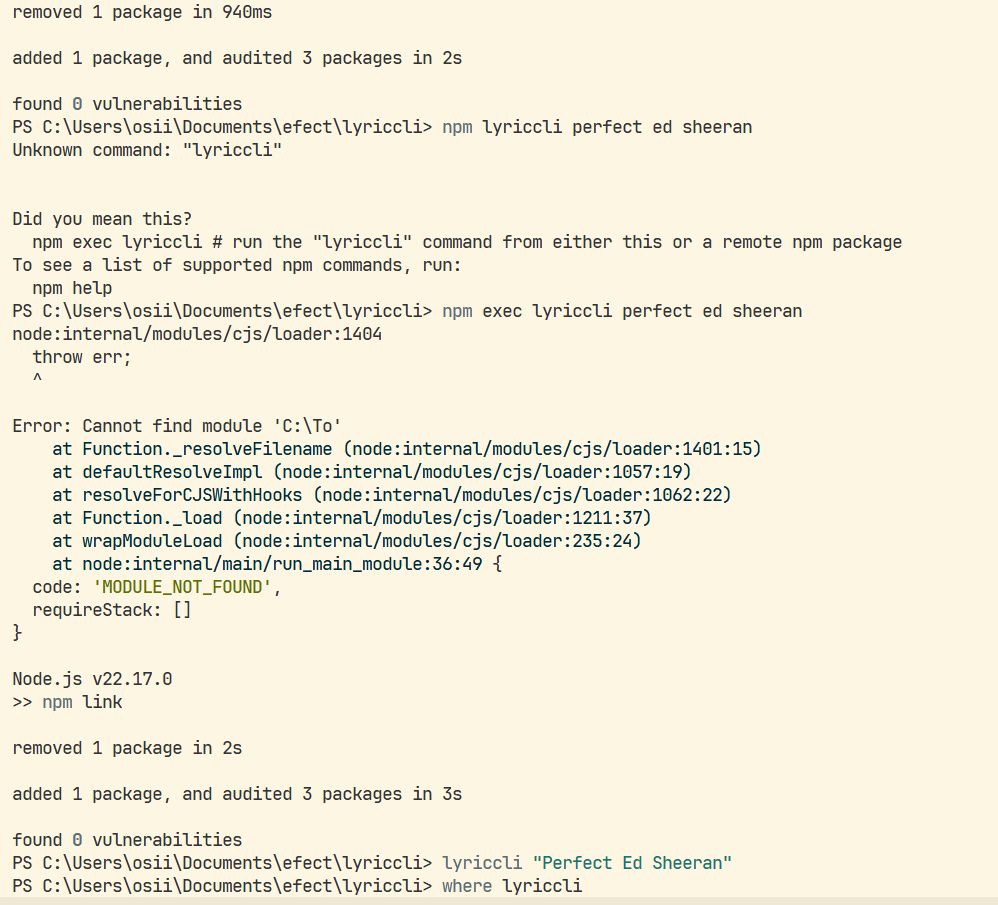 removed 1 package in 940ms
added 1 package, and audited 3 packages in 2s
found 0 vulnerabilities
PS C:\Users\osii\Documents\efect\lyriccli> npm lyriccli perfect ed sheeran
Unknown command: "lyriccli"
Did you mean this?
  npm exec lyriccli # run the "lyriccli" command from either this or a remote npm package
To see a list of supported npm commands, run:
  npm help
PS C:\Users\osii\Documents\efect\lyriccli> npm exec lyriccli perfect ed sheeran
node:internal/modules/cjs/loader:1404
  throw err;
  ^
Error: Cannot find module 'C:\To'
    at Function._resolveFilename (node:internal/modules/cjs/loader:1401:15)
    at defaultResolveImpl (node:internal/modules/cjs/loader:1057:19)
    at resolveForCJSWithHooks (node:internal/modules/cjs/loader:1062:22)
    at Function._load (node:internal/modules/cjs/loader:1211:37)
    at wrapModuleLoad (node:internal/modules/cjs/loader:235:24)
    at node:internal/main/run_main_module:36:49 {
  code: 'MODULE_NOT_FOUND',
  requireStack: []
}
Node.js v22.17.0
>> npm link
removed 1 package in 2s
added 1 package, and audited 3 packages in 3s
found 0 vulnerabilities
PS C:\Users\osii\Documents\efect\lyriccli> lyriccli "Perfect Ed Sheeran"
PS C:\Users\osii\Documents\efect\lyriccli> where lyriccli